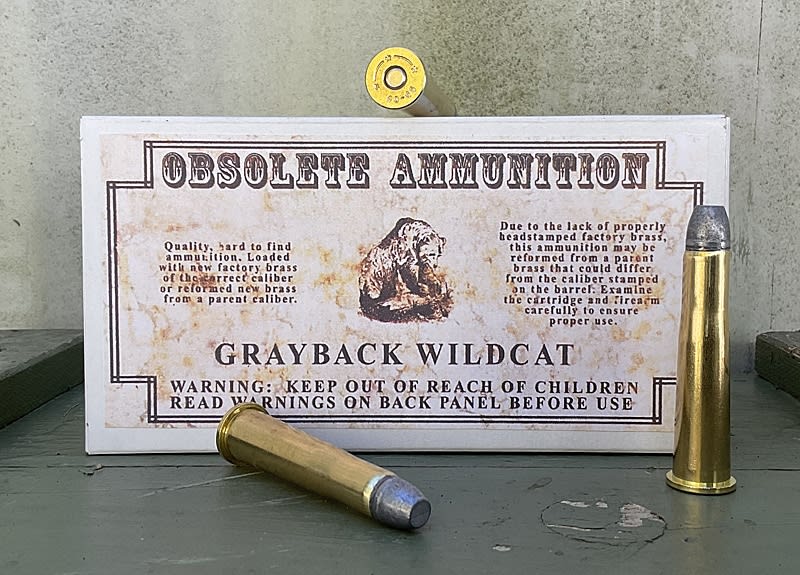 OBSOLETE AMMUNITION
Quality, hard to find
ammunition. Loaded
with new factory brass
of the correct caliber
or reformed new brass
from a parent caliber.
Due to the lack of properly
headstamped factory brass,
this ammunition may be
reformed from a parent
brass that could differ
from the caliber stamped
on the barrel. Examine
the cartridge and firearm
carefully to ensure
proper use.
GRAYBACK WILDCAT
WARNING: KEEP OUT OF REACH OF CHILDREN
READ WARNINGS ON BACK PANEL BEFORE USE